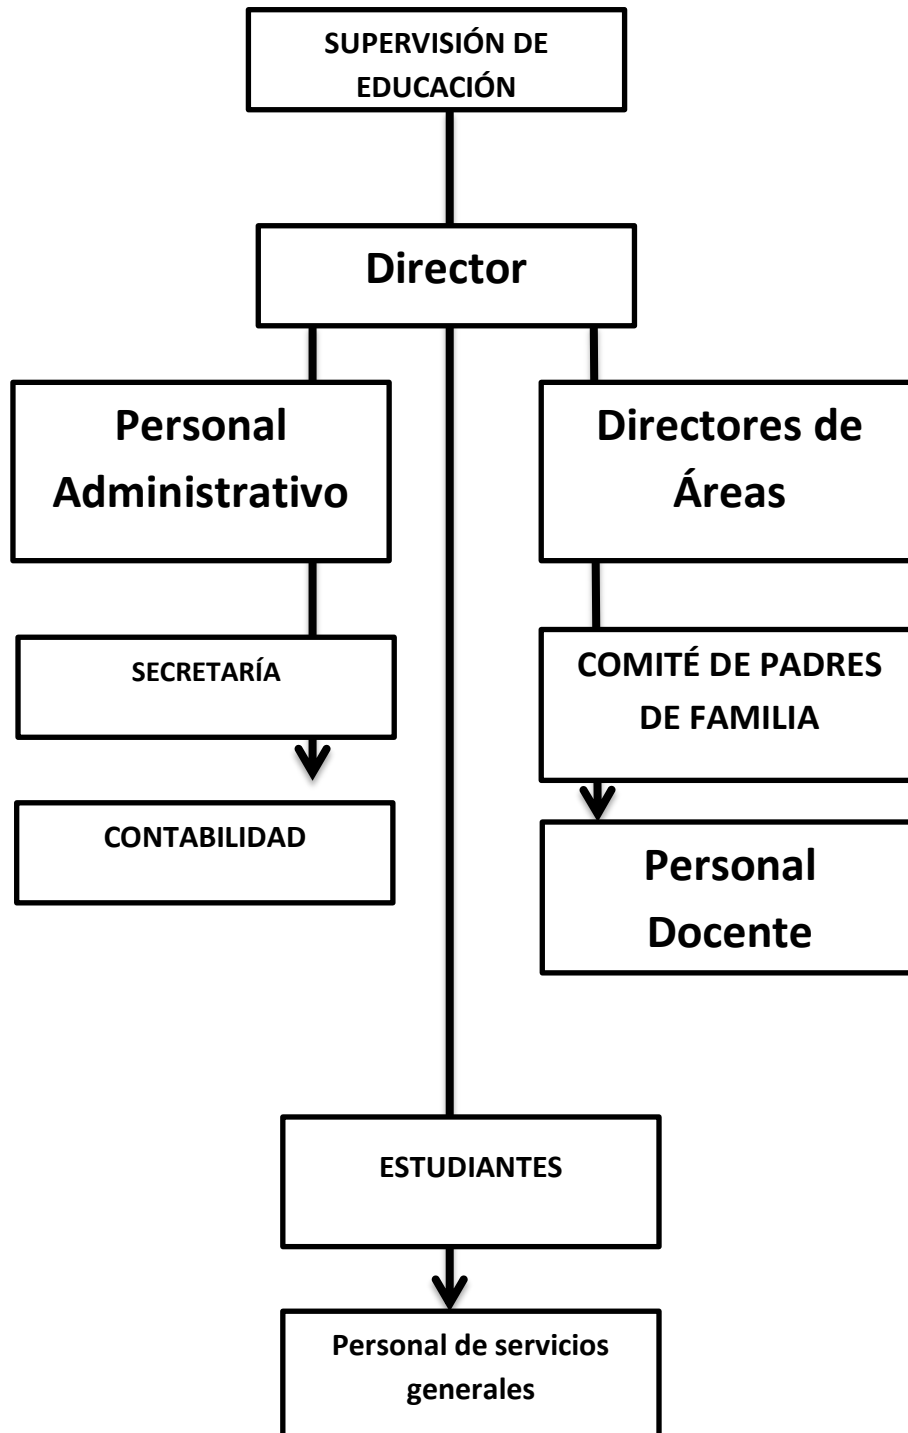 SUPERVISIÓN DE
EDUCACIÓN
Director
Personal
Administrativo
Directores de
Áreas
SECRETARÍA
COMITÉ DE PADRES
DE FAMILIA
CONTABILIDAD
Personal
Docente
ESTUDIANTES
Personal de servicios
generales